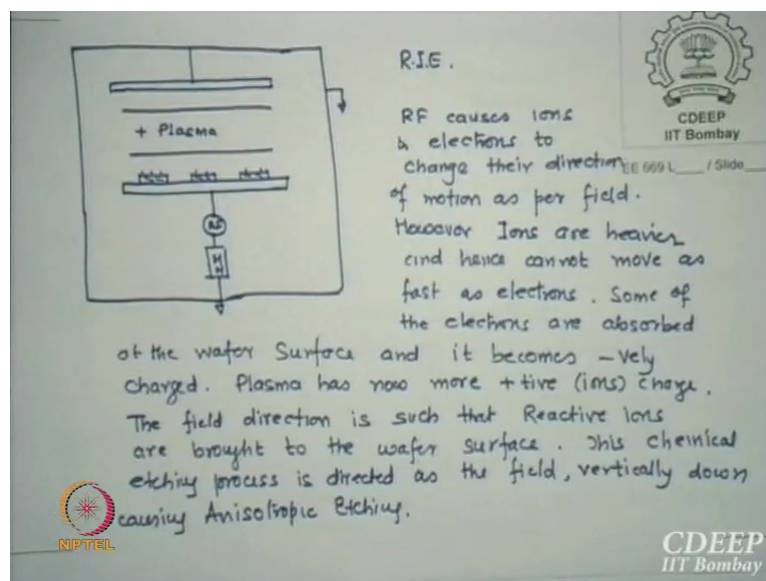 R.I.E.
CDEEP
IIT Bombay
EE 669 L___ / Slide___
+ Plasma
RF
M
N
RF causes ions
& elections to
change their direction
of motion as per field.
However Ions are heavier
and hence cannot move as
fast as electrons. Some of
the electrons are absorbed
at the wafer Surface and it becomes -vely
charged. Plasma has now more +tive (ions) charge.
The field direction is such that Reactive ions
are brought to the wafer surface. This chemical
etching process is directed as the field, vertically down
causing Anisotropic Etching.
NPTEL
CDEEP
IIT Bombay